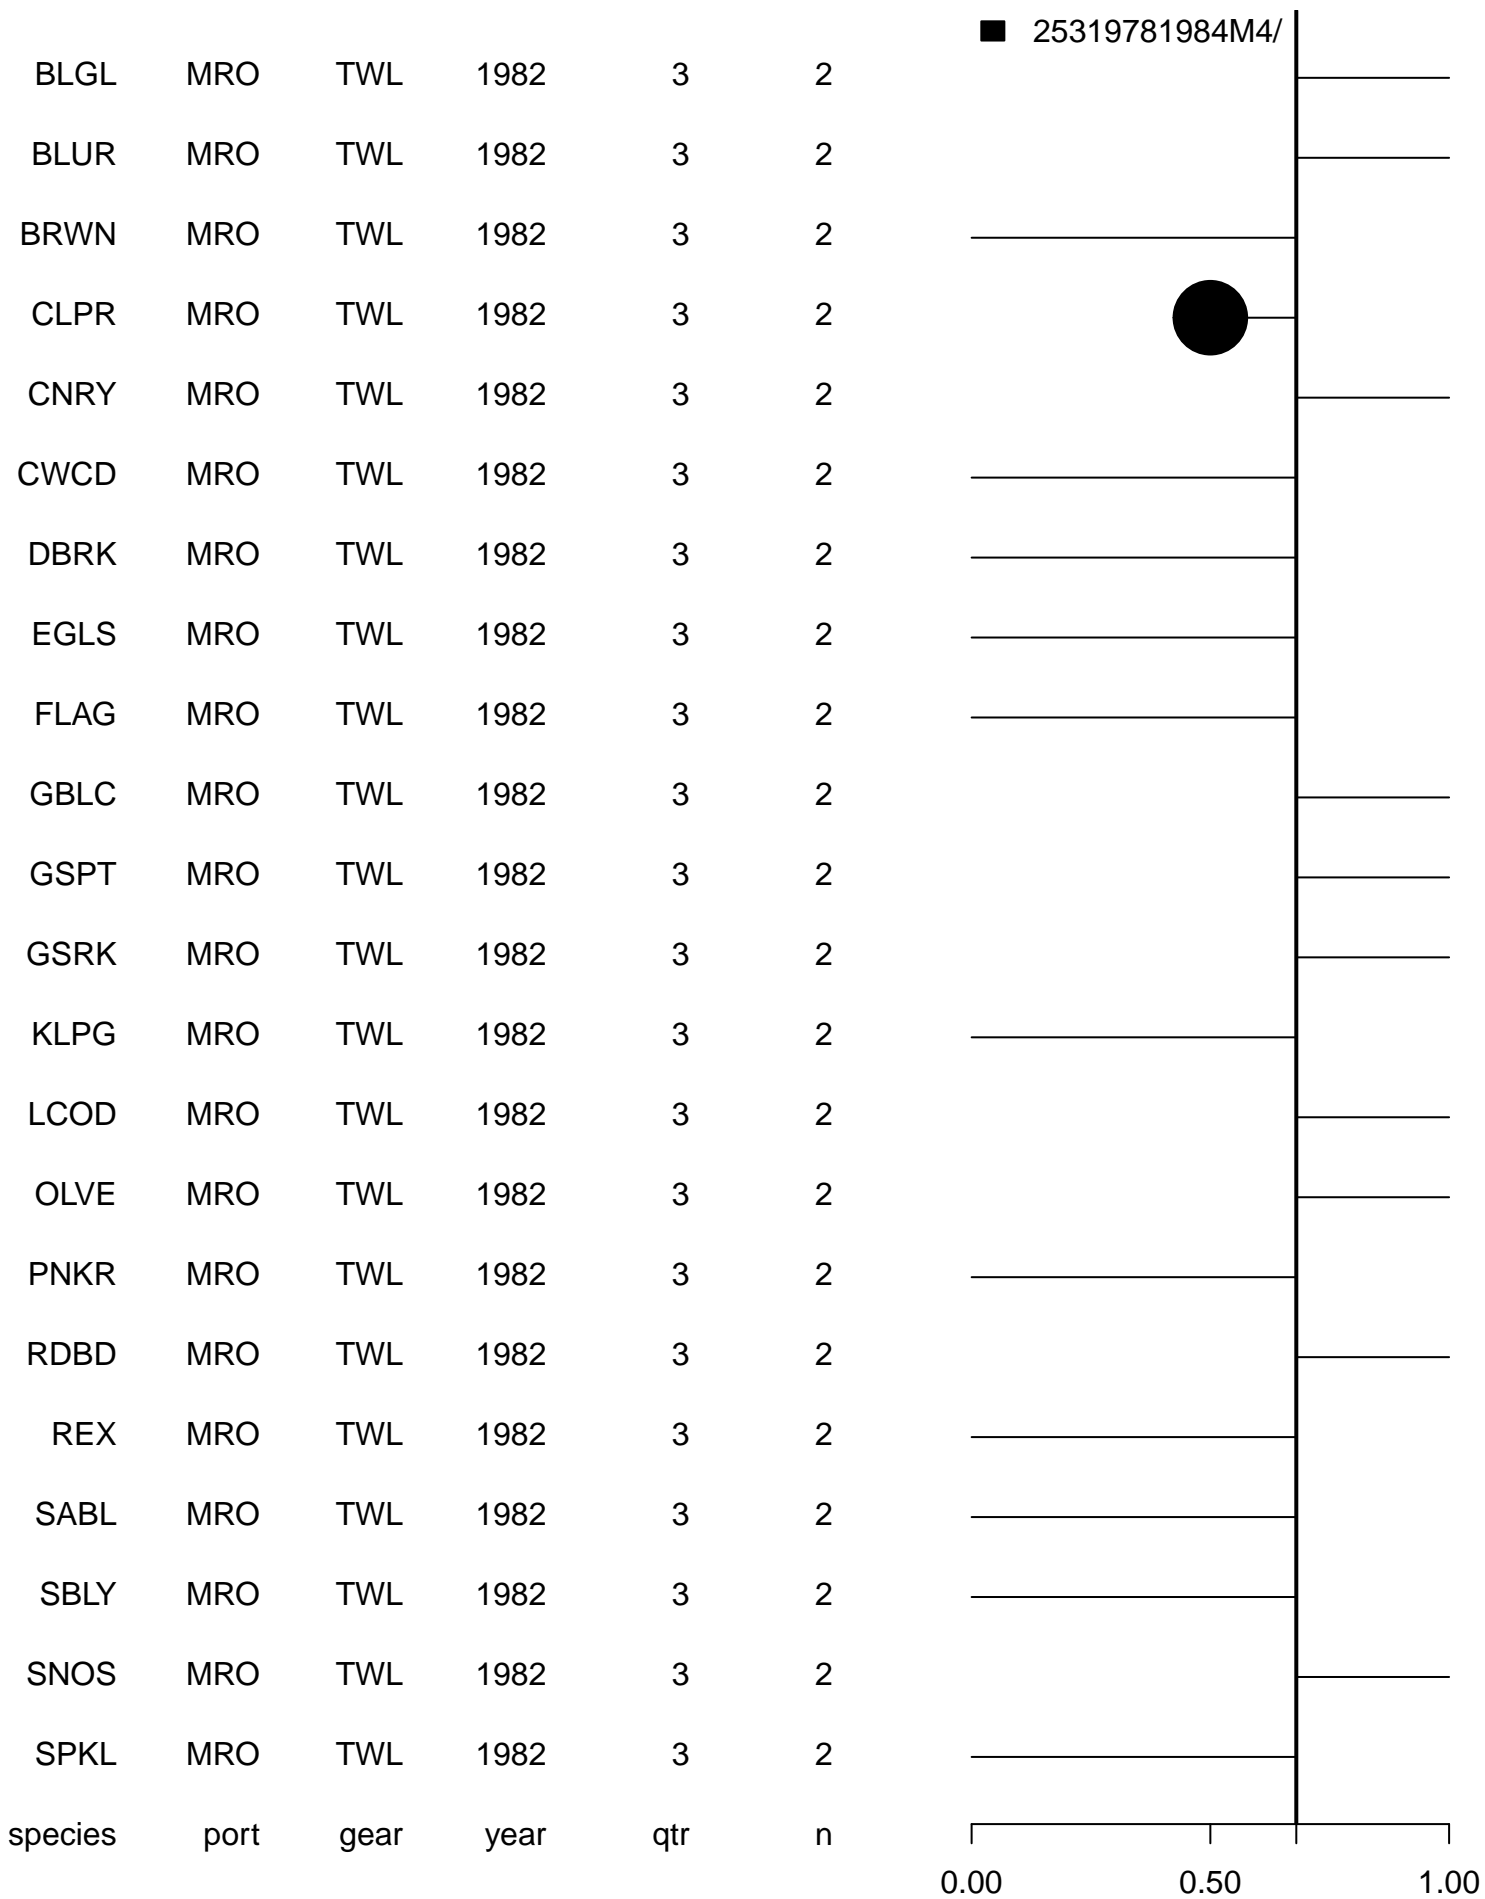 25319781984M4/
BLGL MRO TWL 1982 3 2
BLUR MRO TWL 1982 3 2
BRWN MRO TWL 1982 3 2
CLPR MRO TWL 1982 3 2
CNRY MRO TWL 1982 3 2
CWCD MRO TWL 1982 3 2
DBRK MRO TWL 1982 3 2
EGLS MRO TWL 1982 3 2
FLAG MRO TWL 1982 3 2
GBLC MRO TWL 1982 3 2
GSPT MRO TWL 1982 3 2
GSRK MRO TWL 1982 3 2
KLPG MRO TWL 1982 3 2
LCOD MRO TWL 1982 3 2
OLVE MRO TWL 1982 3 2
PNKR MRO TWL 1982 3 2
RDBD MRO TWL 1982 3 2
REX MRO TWL 1982 3 2
SABL MRO TWL 1982 3 2
SBLY MRO TWL 1982 3 2
SNOS MRO TWL 1982 3 2
SPKL MRO TWL 1982 3 2
species port gear year qtr n
0.00 0.50 1.00